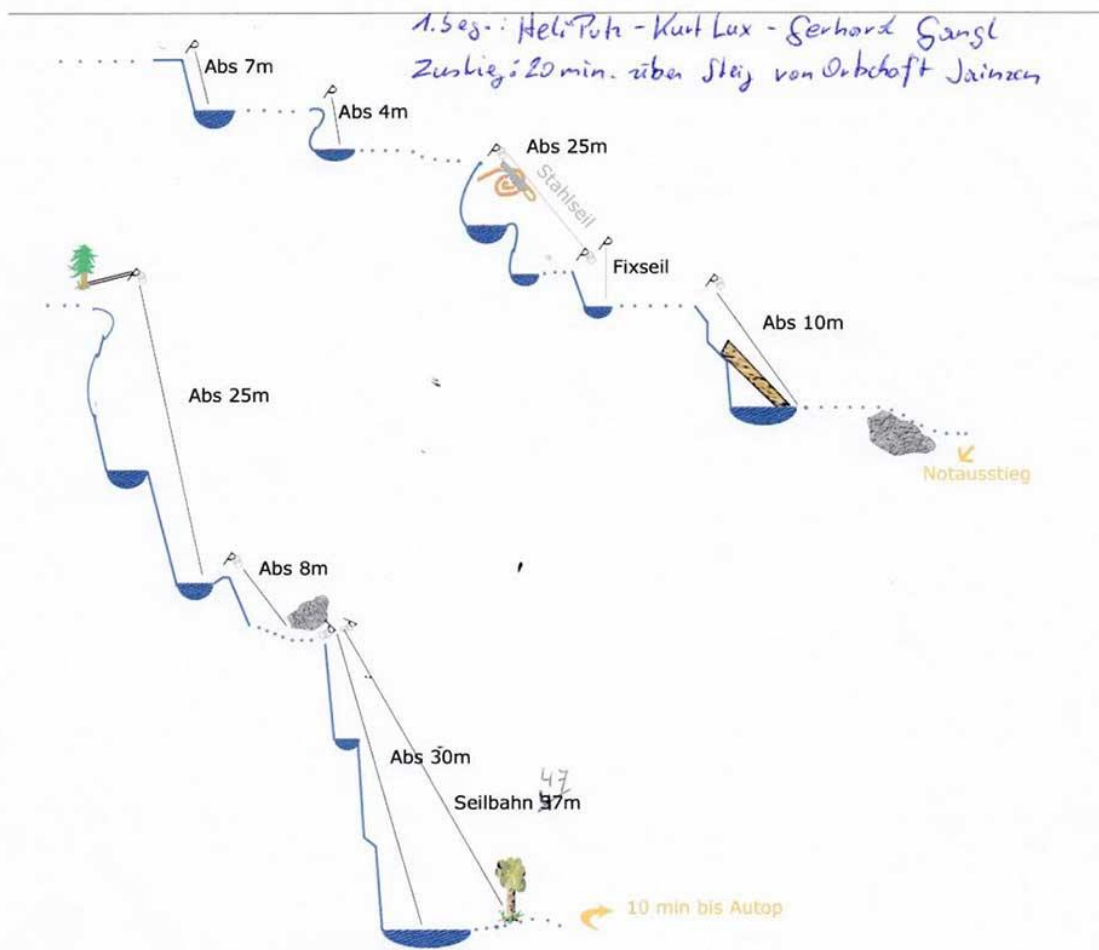 1. Beg.: Heli Putz - Kurt Lux - Gerhard Gangl
Zustieg: 20 min. über Steig von Ortschaft Jainzen
Abs 7m
Abs 4m
Abs 25m
Stahlseil
Fixseil
Abs 10m
Notausstieg
Abs 25m
Abs 8m
Abs 30m
47
Seilbahn 37m
10 min bis Autop